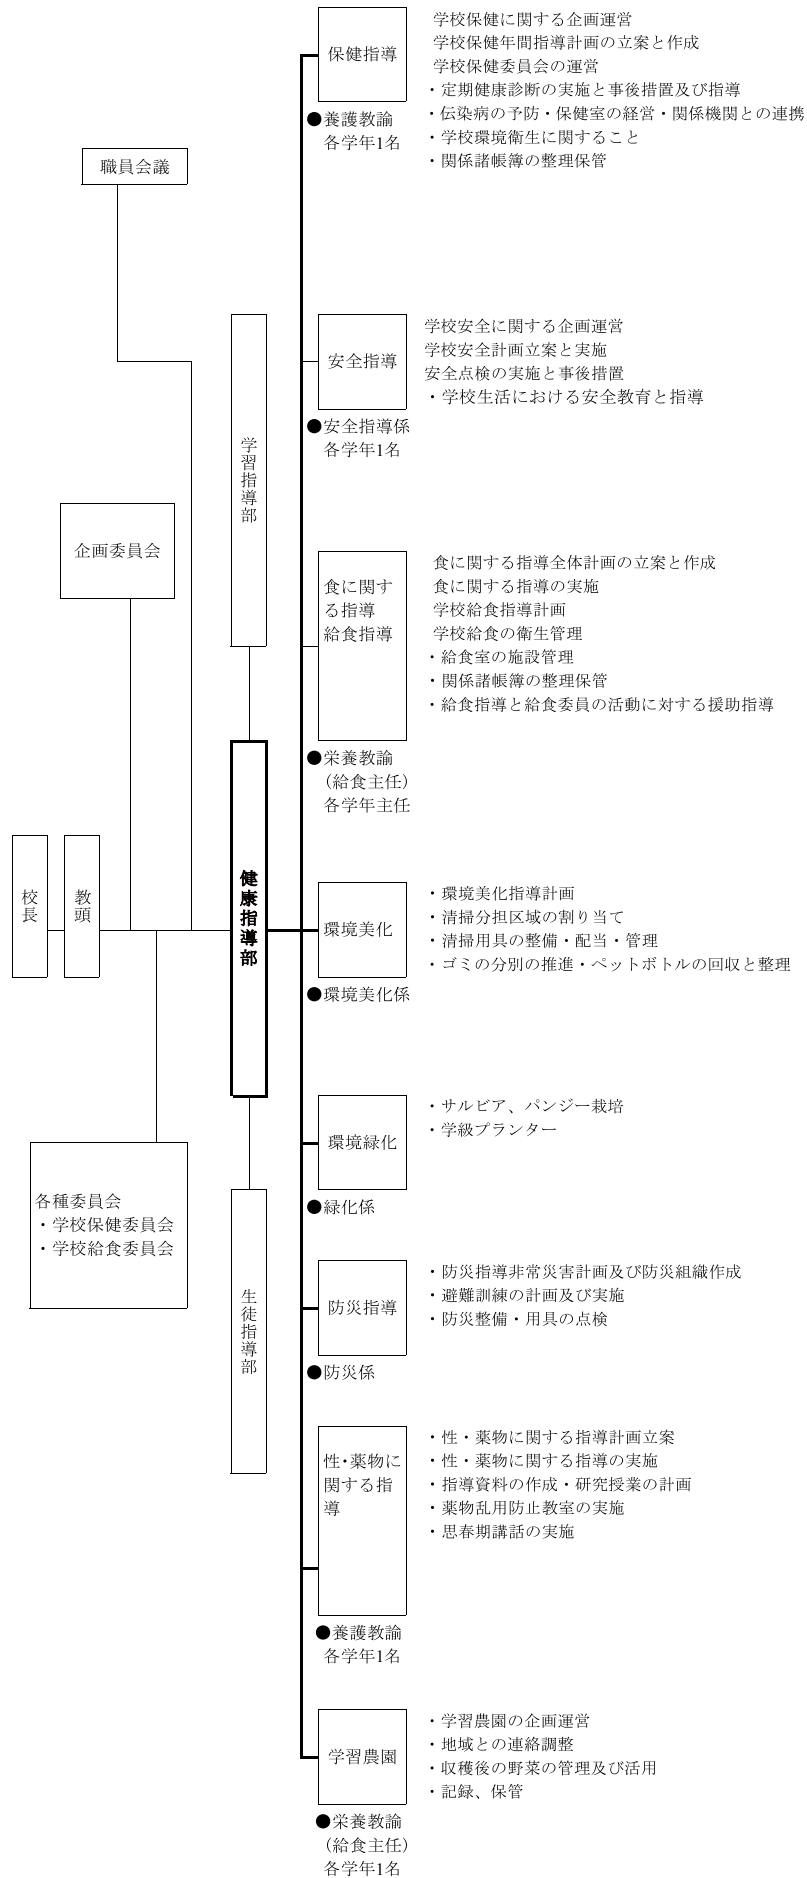 保健指導
●養護教諭
各学年1名
学校保健に関する企画運営
学校保健年間指導計画の立案と作成
学校保健委員会の運営
・定期健康診断の実施と事後措置及び指導
・伝染病の予防・保健室の経営・関係機関との連携
・学校環境衛生に関すること
・関係諸帳簿の整理保管
職員会議
安全指導
●安全指導係
各学年1名
学校安全に関する企画運営
学校安全計画立案と実施
安全点検の実施と事後措置
・学校生活における安全教育と指導
学習指導部
企画委員会
食に関す
る指導
給食指導
●栄養教諭
（給食主任）
各学年主任
食に関する指導全体計画の立案と作成
食に関する指導の実施
学校給食指導計画
学校給食の衛生管理
・給食室の施設管理
・関係諸帳簿の整理保管
・給食指導と給食委員の活動に対する援助指導
校長
教頭
健康指導部
環境美化
●環境美化係
・環境美化指導計画
・清掃分担区域の割り当て
・清掃用具の整備・配当・管理
・ゴミの分別の推進・ペットボトルの回収と整理
環境緑化
●緑化係
・サルビア、パンジー栽培
・学級プランター
各種委員会
・学校保健委員会
・学校給食委員会
生徒指導部
防災指導
●防災係
・防災指導非常災害計画及び防災組織作成
・避難訓練の計画及び実施
・防災整備・用具の点検
性・薬物に
関する指
導
●養護教諭
各学年1名
・性・薬物に関する指導計画立案
・性・薬物に関する指導の実施
・指導資料の作成・研究授業の計画
・薬物乱用防止教室の実施
・思春期講話の実施
学習農園
●栄養教諭
（給食主任）
各学年1名
・学習農園の企画運営
・地域との連絡調整
・収穫後の野菜の管理及び活用
・記録、保管